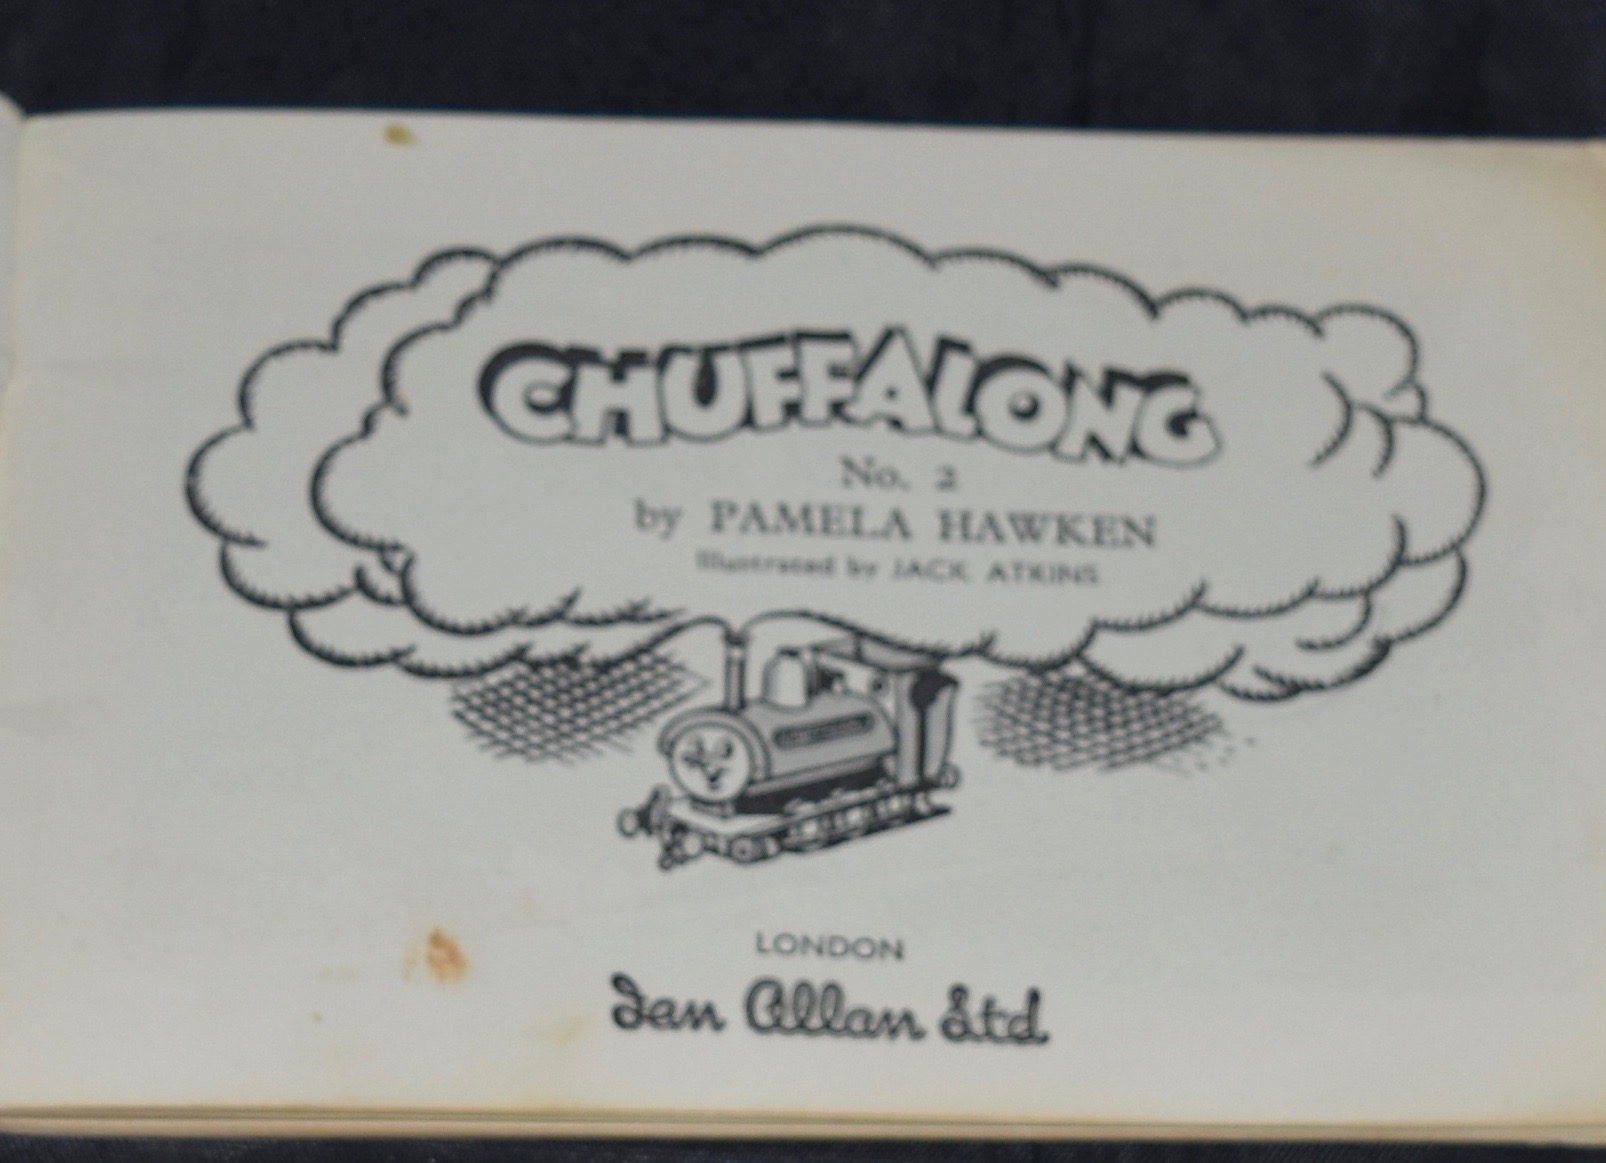 CHUFFALONG
No. 2
by PAMELA HAWKEN
Illustrated by JACK ATKINS
LONDON
Ian Allan Ltd